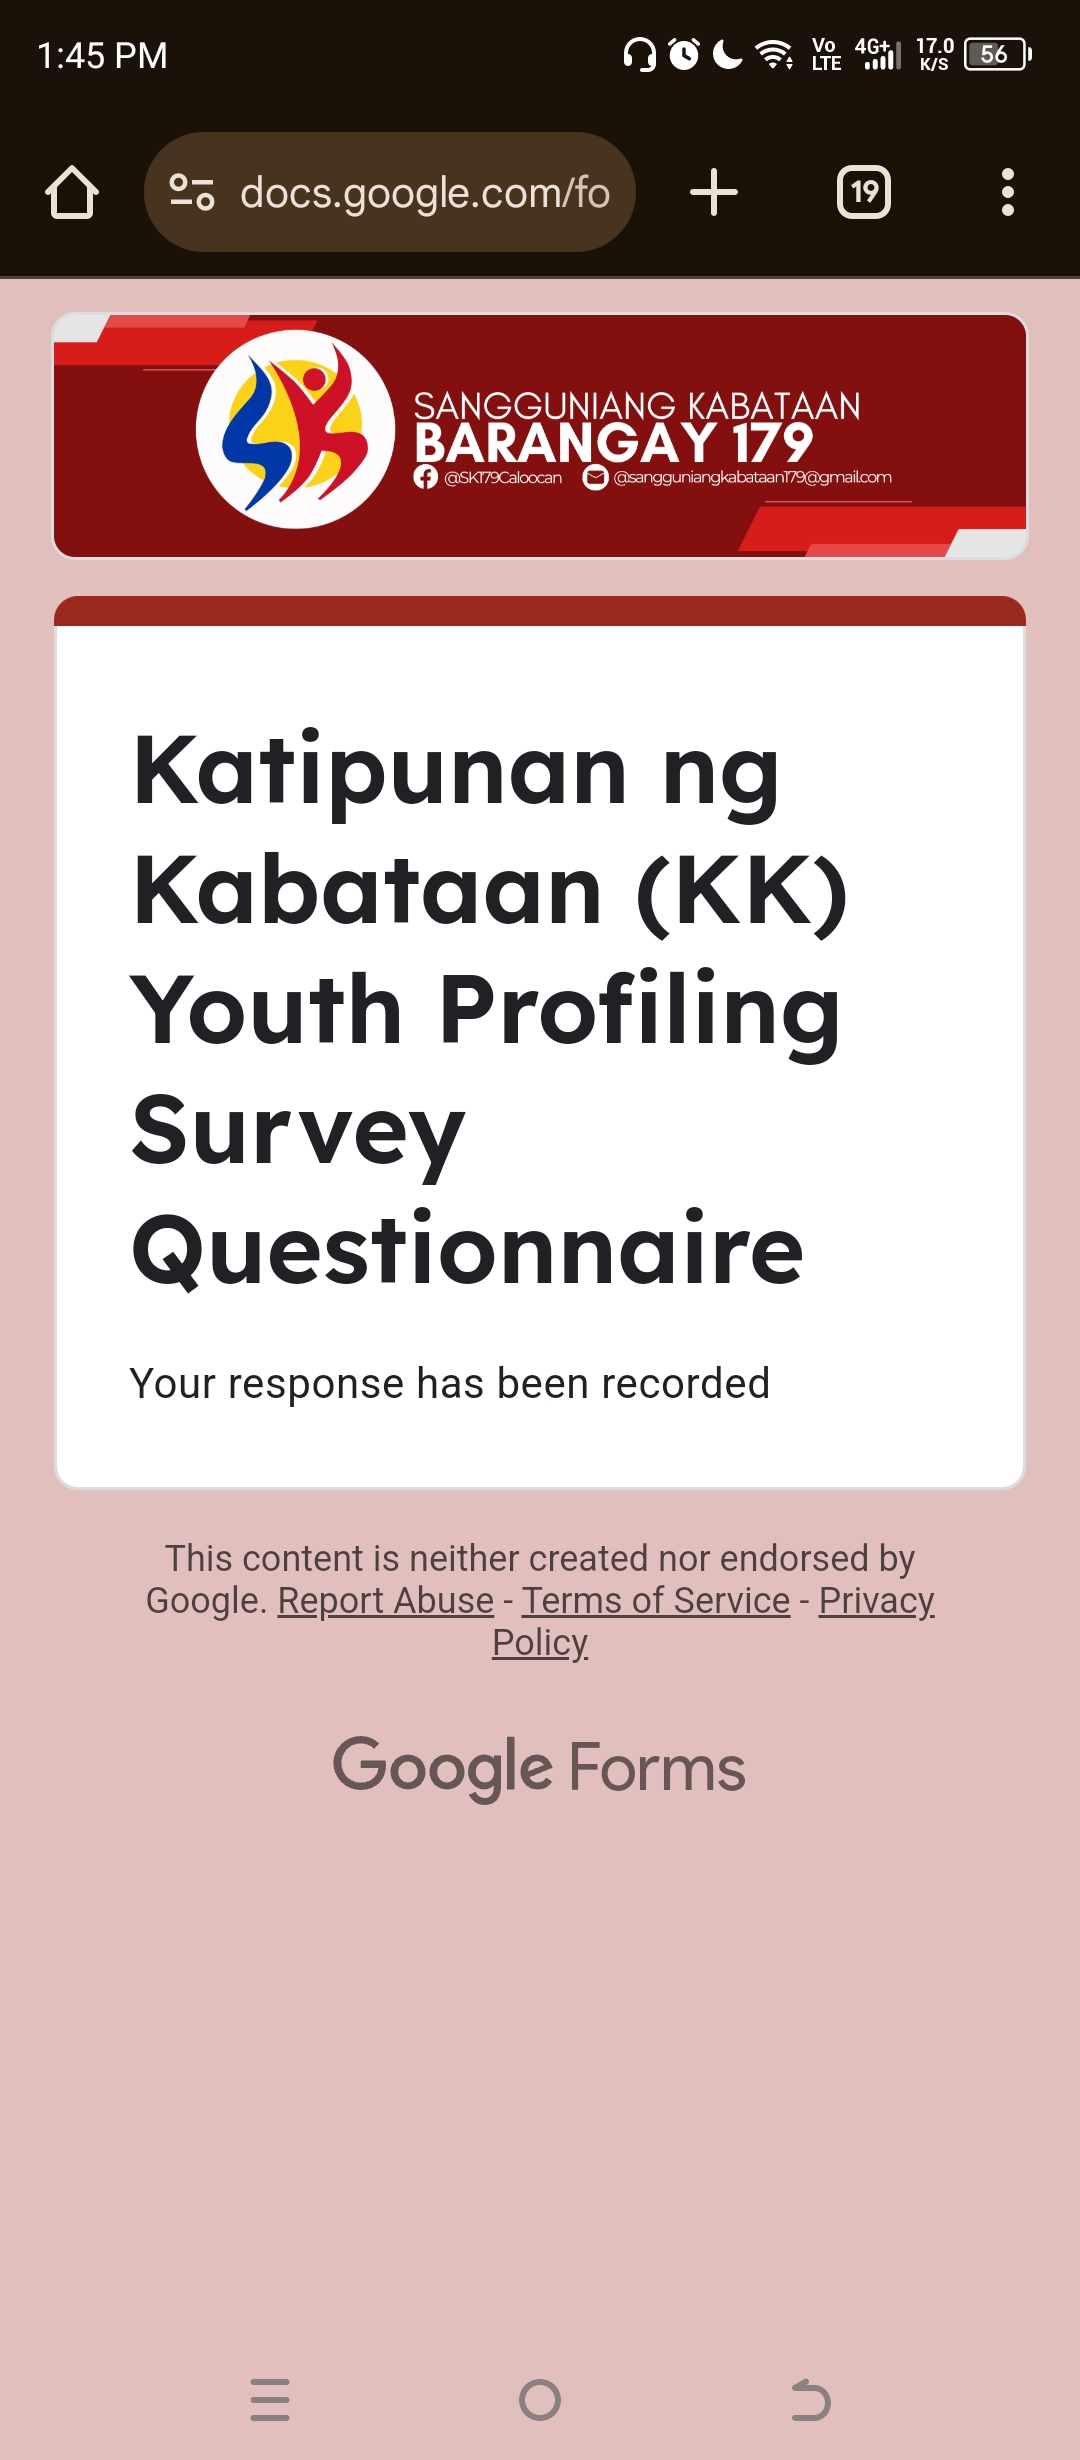 1:45 PM
Vo LTE 4G+ 17.0 K/S 56
docs.google.com/fo
19
SANGGUNIANG KABATAAN
BARANGAY 179
@SK179Caloocan @sangguniangkabataan179@gmail.com
Katipunan ng
Kabataan (KK)
Youth Profiling
Survey
Questionnaire
Your response has been recorded
This content is neither created nor endorsed by
Google. Report Abuse - Terms of Service - Privacy
Policy
Google Forms